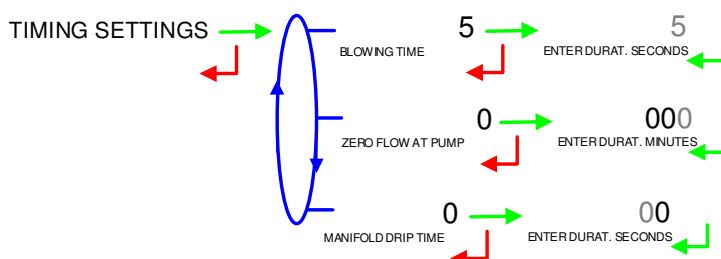 TIMING SETTINGS
5
5
BLOWING TIME
ENTER DURAT. SECONDS
0
000
ZERO FLOW AT PUMP
ENTER DURAT. MINUTES
0
00
MANIFOLD DRIP TIME
ENTER DURAT. SECONDS